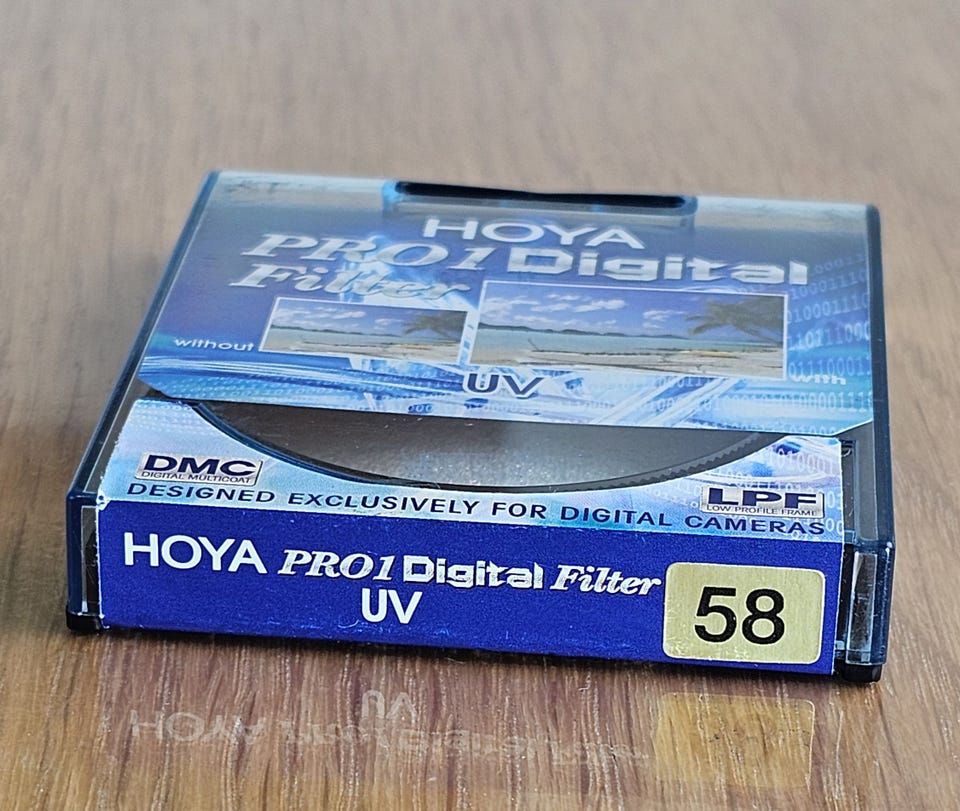 HOYA
PRO1 Digital
Filter
without
with
UV
DMC
DIGITAL MULTICOAT
LPF
LOW PROFILE FRAME
DESIGNED EXCLUSIVELY FOR DIGITAL CAMERAS
HOYA PRO1 Digital Filter
UV
58